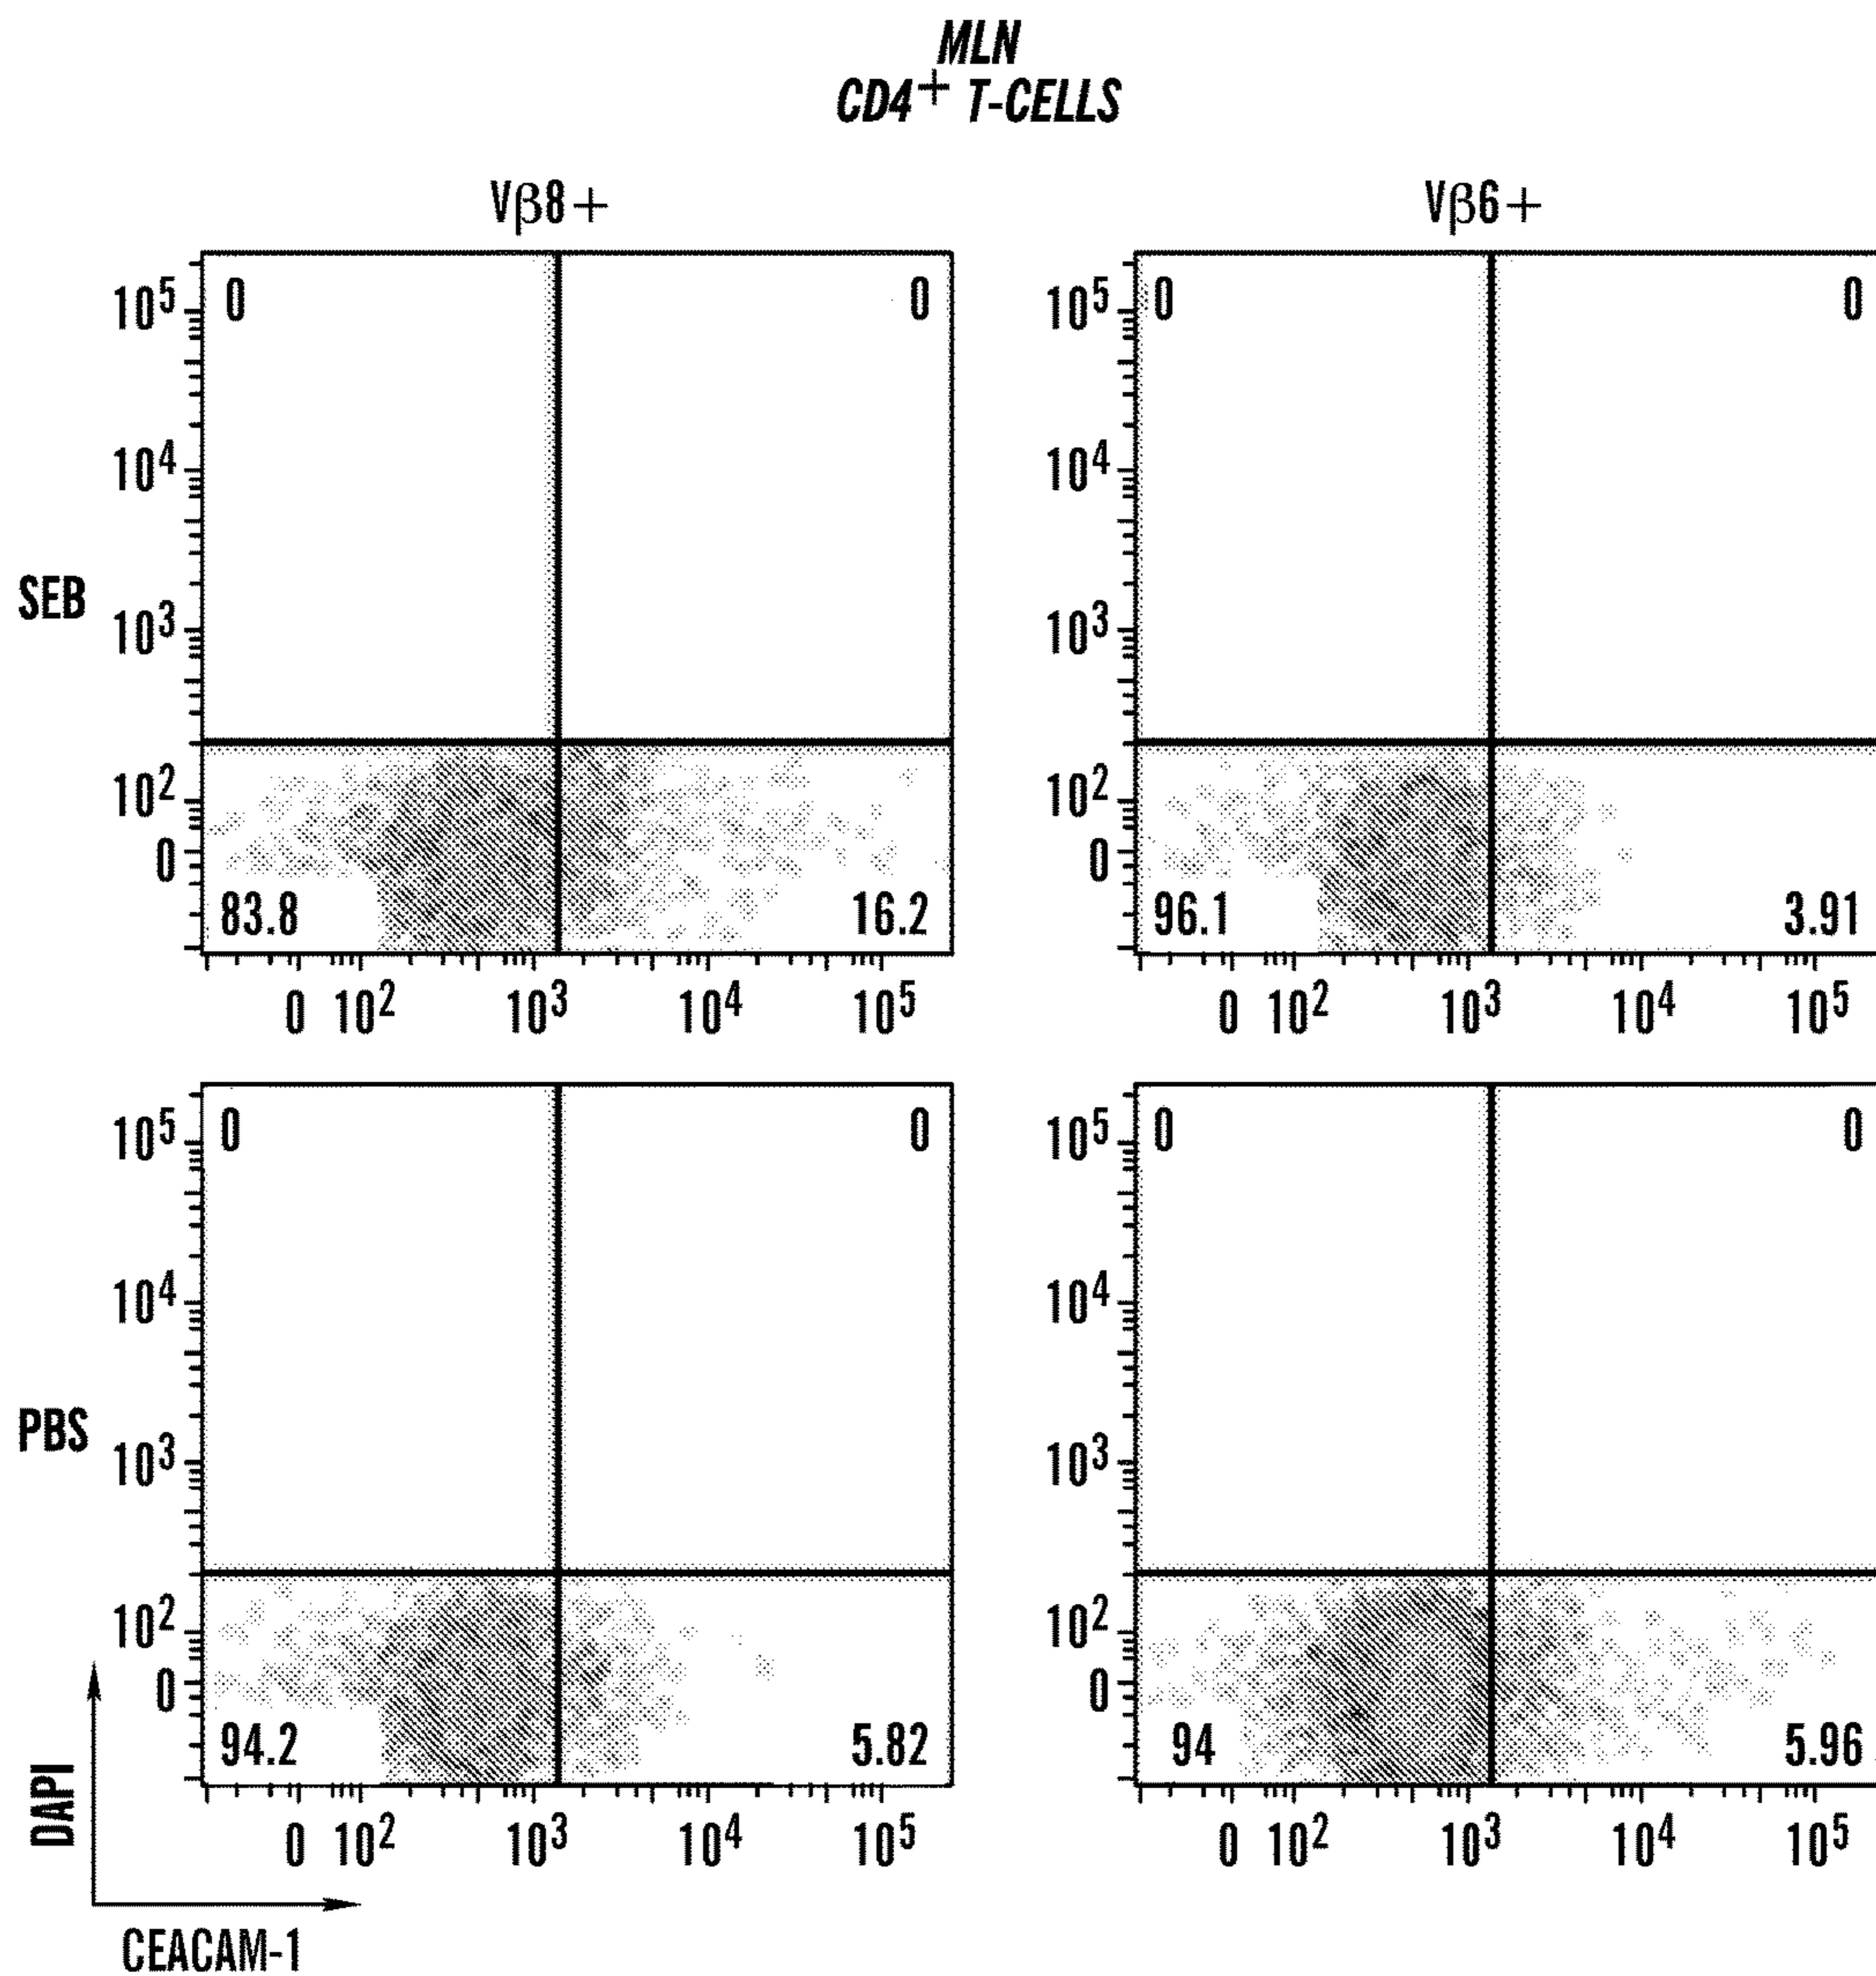 MLN
CD4+ T-CELLS
Vβ8+ Vβ6+
SEB
10⁵ 0 0 10⁵ 0 0
10⁴ 10⁴
10³ 10³
10² 10²
0 0
83.8 16.2 96.1 3.91
0 10² 10³ 10⁴ 10⁵ 0 10² 10³ 10⁴ 10⁵
PBS
10⁵ 0 0 10⁵ 0 0
10⁴ 10⁴
10³ 10³
10² 10²
0 0
94.2 5.82 94 5.96
0 10² 10³ 10⁴ 10⁵ 0 10² 10³ 10⁴ 10⁵
DAPI
CEACAM-1